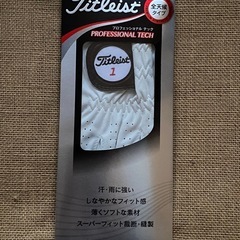 Titleist
全天候
タイプ
プロフェッショナル テック
PROFESSIONAL TECH
Titleist
1
汗・雨に強い
しなやかなフィット感
薄くソフトな素材
スーパーフィット裁断・縫製